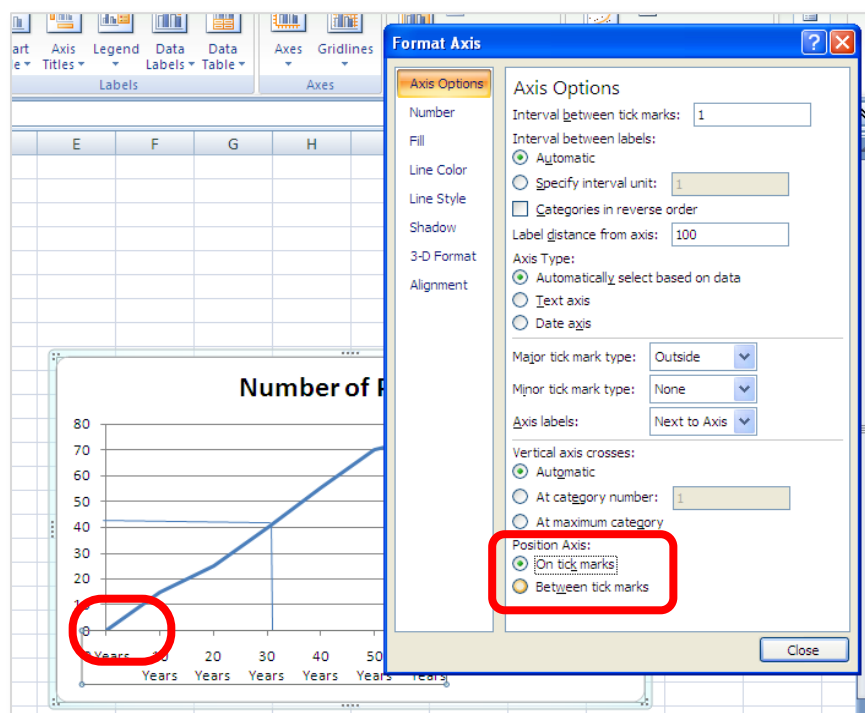 art Axis Legend Data Data Axes Gridlines
e Titles Labels Table
Labels Axes
E F G H
Format Axis
Axis Options
Number
Fill
Line Color
Line Style
Shadow
3-D Format
Alignment
Axis Options
Interval between tick marks: 1
Interval between labels:
Automatic
Specify interval unit: 1
Categories in reverse order
Label distance from axis: 100
Axis Type:
Automatically select based on data
Text axis
Date axis
Major tick mark type: Outside
Minor tick mark type: None
Axis labels: Next to Axis
Vertical axis crosses:
Automatic
At category number: 1
At maximum category
Position Axis:
On tick marks
Between tick marks
Close
Number of
80
70
60
50
40
30
20
10
0
0 Years 10 20 30 40 50
Years Years Years Years Years Years